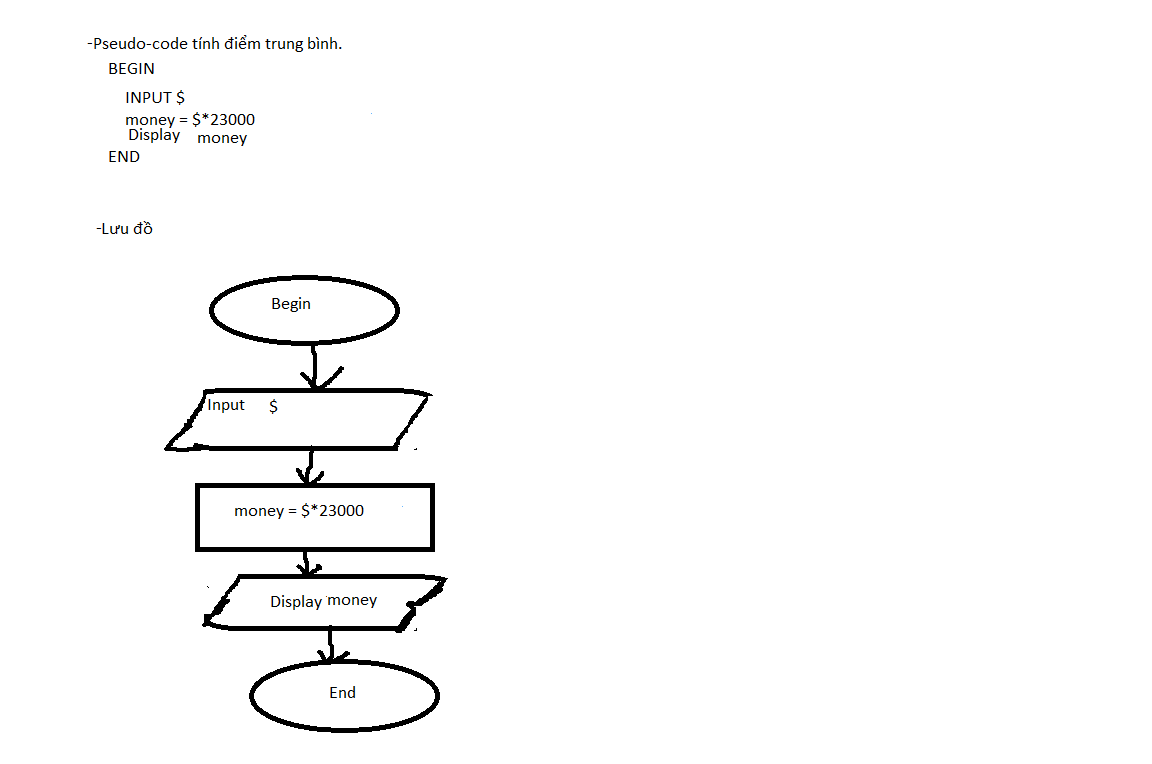 -Pseudo-code tính điểm trung bình.
BEGIN
INPUT $
money = $*23000
Display money
END
-Lưu đồ
Begin
Input $
money = $*23000
Display money
End